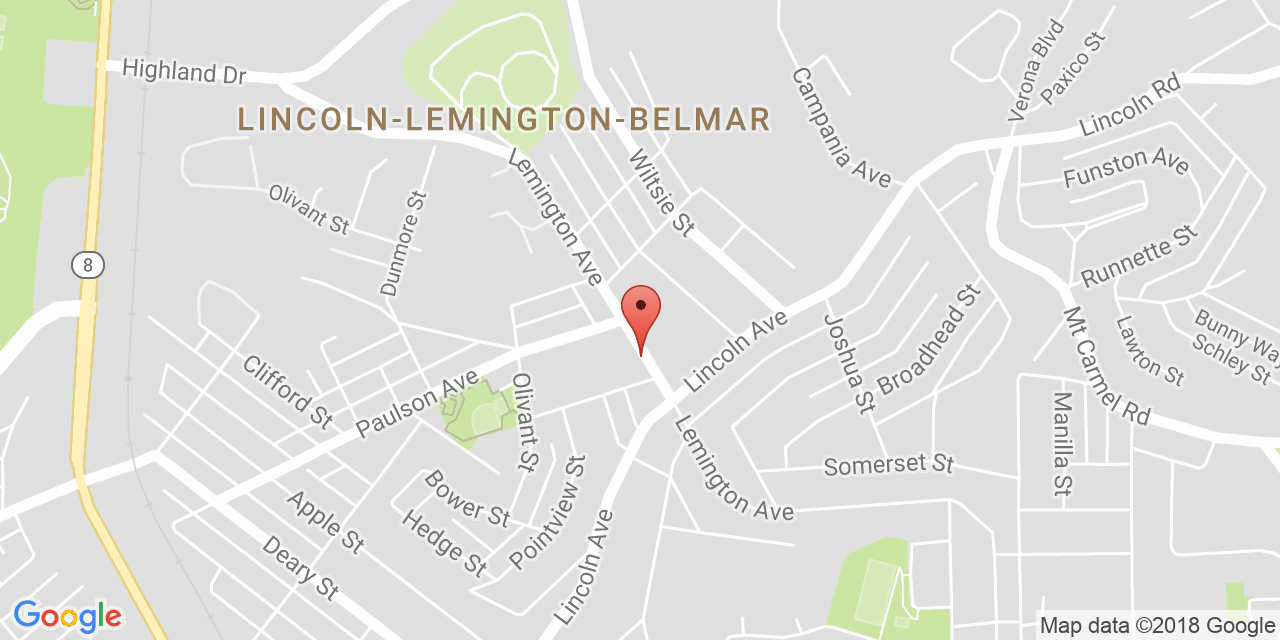 Highland Dr
LINCOLN-LEMINGTON-BELMAR
Verona Blvd
Paxico St
Lincoln Rd
Campania Ave
Wiltsie St
Lemington Ave
Funston Ave
Olivant St
Dunmore St
Runnette St
8
Clifford St
Paulson Ave
Olivant St
Lincoln Ave
Joshua St
Broadhead St
Mt Carmel Rd
Lawton St
Bunny Way
Schley St
Manilla St
Somerset St
Lemington Ave
Apple St
Bower St
Hedge St
Pointview St
Deary St
Lincoln Ave
Google
Map data ©2018 Google